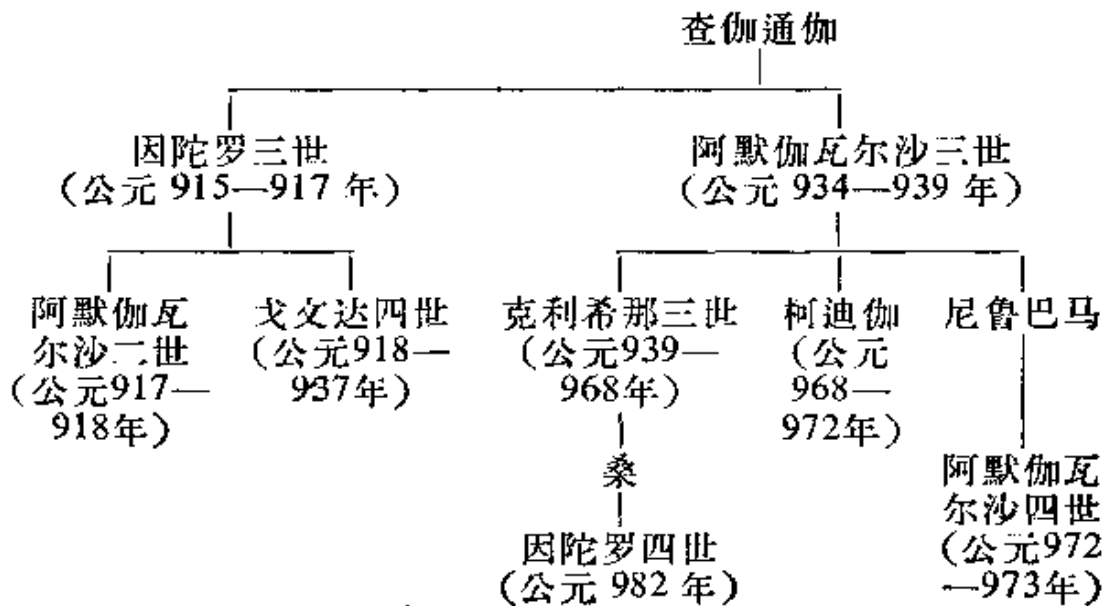 查伽通伽
因陀罗三世
（公元 915—917 年）
阿默伽瓦尔沙三世
（公元 934—939 年）
阿默伽瓦
尔沙二世
（公元917—
918年）
戈文达四世
（公元918—
937年）
克利希那三世
（公元939—
968年）
柯迪伽
（公元
968—
972年）
尼鲁巴马
桑
因陀罗四世
（公元 982 年）
阿默伽瓦
尔沙四世
（公元972
—973年）